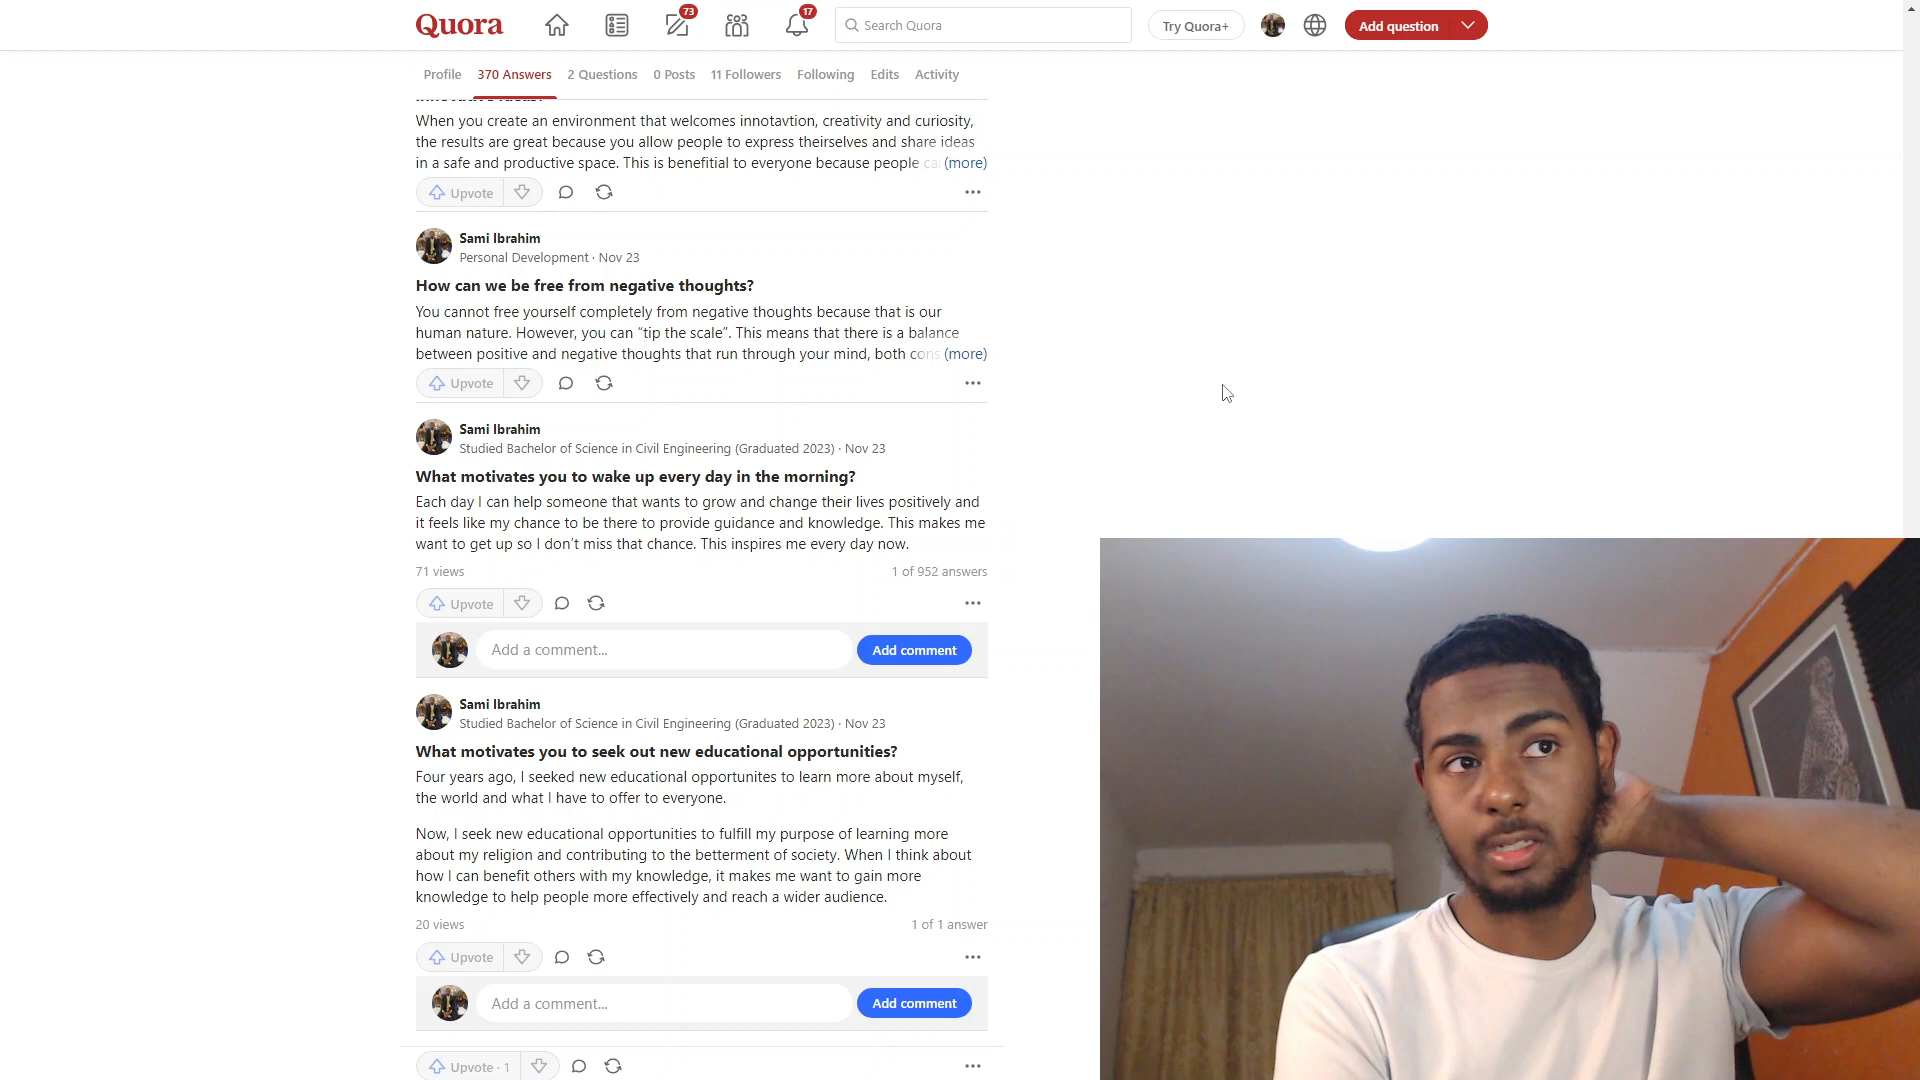 Quora
73
17
Search Quora
Try Quora+
Add question
Profile
370 Answers
2 Questions
0 Posts
11 Followers
Following
Edits
Activity
When you create an environment that welcomes innotavtion, creativity and curiosity,
the results are great because you allow people to express theirselves and share ideas
in a safe and productive space. This is benefitial to everyone because people (more)
Upvote
Sami Ibrahim
Personal Development · Nov 23
How can we be free from negative thoughts?
You cannot free yourself completely from negative thoughts because that is our
human nature. However, you can “tip the scale”. This means that there is a balance
between positive and negative thoughts that run through your mind, both cons (more)
Upvote
Sami Ibrahim
Studied Bachelor of Science in Civil Engineering (Graduated 2023) · Nov 23
What motivates you to wake up every day in the morning?
Each day I can help someone that wants to grow and change their lives positively and
it feels like my chance to be there to provide guidance and knowledge. This makes me
want to get up so I don’t miss that chance. This inspires me every day now.
71 views
1 of 952 answers
Upvote
Add a comment...
Add comment
Sami Ibrahim
Studied Bachelor of Science in Civil Engineering (Graduated 2023) · Nov 23
What motivates you to seek out new educational opportunities?
Four years ago, I seeked new educational opportunites to learn more about myself,
the world and what I have to offer to everyone.
Now, I seek new educational opportunities to fulfill my purpose of learning more
about my religion and contributing to the betterment of society. When I think about
how I can benefit others with my knowledge, it makes me want to gain more
knowledge to help people more effectively and reach a wider audience.
20 views
1 of 1 answer
Upvote
Add a comment...
Add comment
Upvote · 1